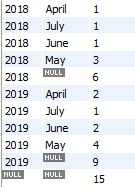 2018 April 1
2018 July 1
2018 June 1
2018 May 3
2018 NULL 6
2019 April 2
2019 July 1
2019 June 2
2019 May 4
2019 NULL 9
NULL NULL 15